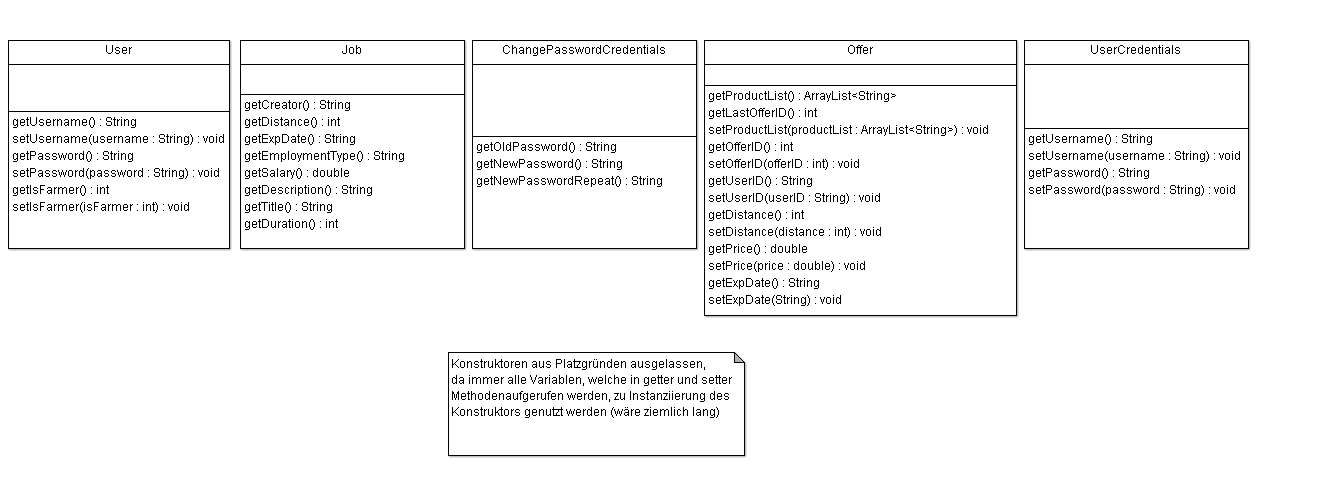 User
getUsername() : String
setUsername(username : String) : void
getPassword() : String
setPassword(password : String) : void
getIsFarmer() : int
setIsFarmer(isFarmer : int) : void
Job
getCreator() : String
getDistance() : int
getExpDate() : String
getEmploymentType() : String
getSalary() : double
getDescription() : String
getTitle() : String
getDuration() : int
ChangePasswordCredentials
getOldPassword() : String
getNewPassword() : String
getNewPasswordRepeat() : String
Offer
getProductList() : ArrayList<String>
getLastOfferID() : int
setProductList(productList : ArrayList<String>) : void
getOfferID() : int
setOfferID(offerID : int) : void
getUserID() : String
setUserID(userID : String) : void
getDistance() : int
setDistance(distance : int) : void
getPrice() : double
setPrice(price : double) : void
getExpDate() : String
setExpDate(String) : void
UserCredentials
getUsername() : String
setUsername(username : String) : void
getPassword() : String
setPassword(password : String) : void
Konstruktoren aus Platzgründen ausgelassen,
da immer alle Variablen, welche in getter und setter
Methodenaufgerufen werden, zu Instanziierung des
Konstruktors genutzt werden (wäre ziemlich lang)